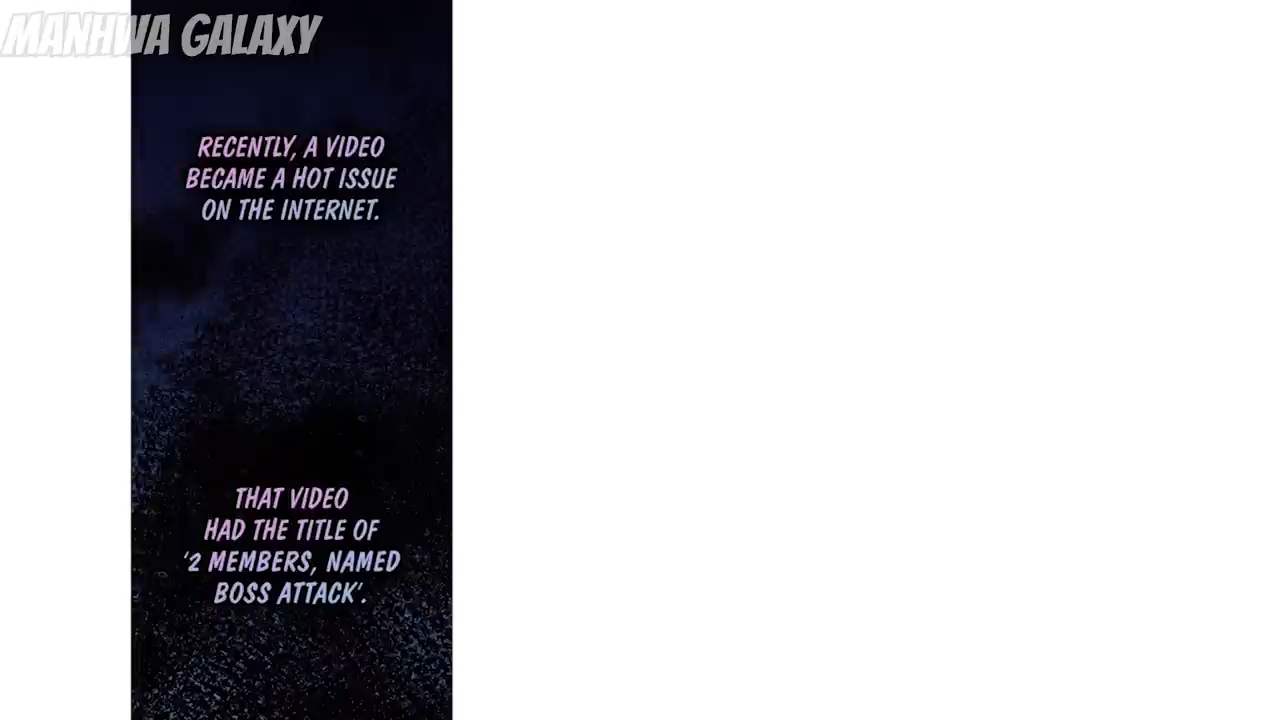 MANHWA GALAXY
RECENTLY, A VIDEO
BECAME A HOT ISSUE
ON THE INTERNET.
THAT VIDEO
HAD THE TITLE OF
'2 MEMBERS, NAMED
BOSS ATTACK'.